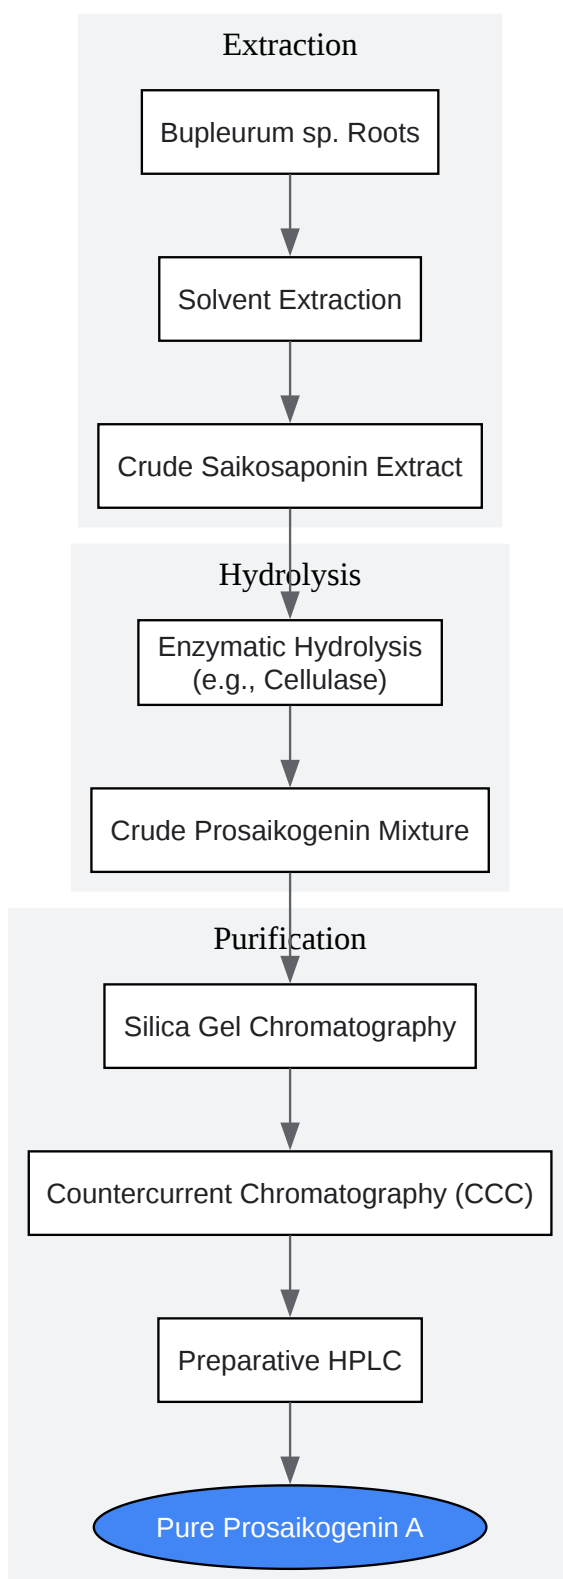 Extraction
Bupleurum sp. Roots
Solvent Extraction
Crude Saikosaponin Extract
Hydrolysis
Enzymatic Hydrolysis
(e.g., Cellulase)
Crude Prosaikogenin Mixture
Purification
Silica Gel Chromatography
Countercurrent Chromatography (CCC)
Preparative HPLC
Pure Prosaikogenin A